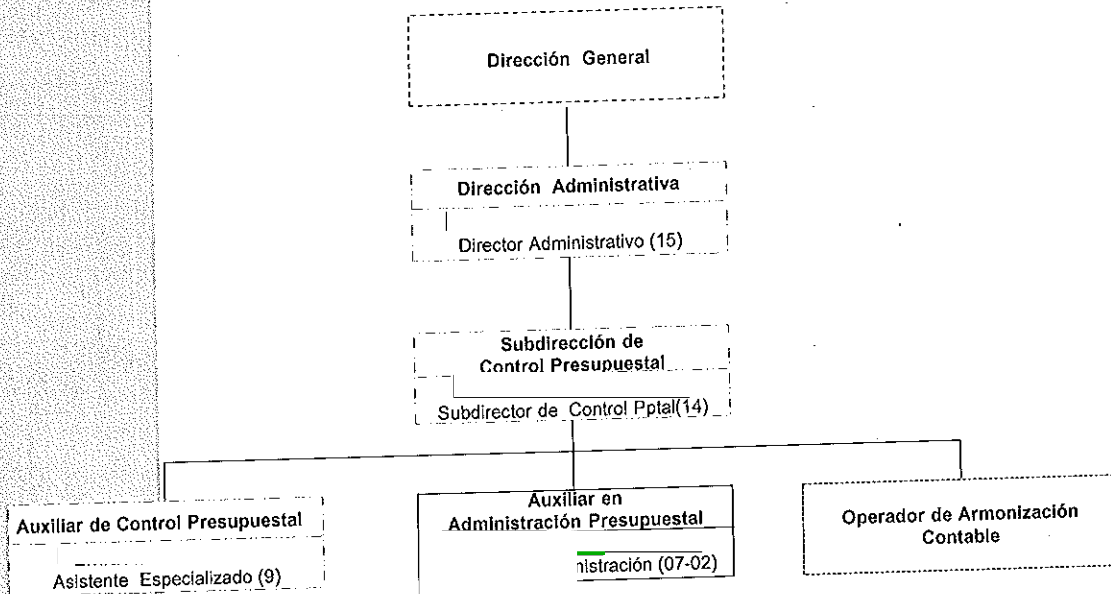 Dirección General
Dirección Administrativa
Director Administrativo (15)
Subdirección de
Control Presupuestal
Subdirector de Control Pptal(14)
Auxiliar de Control Presupuestal
Asistente Especializado (9)
Auxiliar en
Administración Presupuestal
nistración (07-02)
Operador de Armonización
Contable